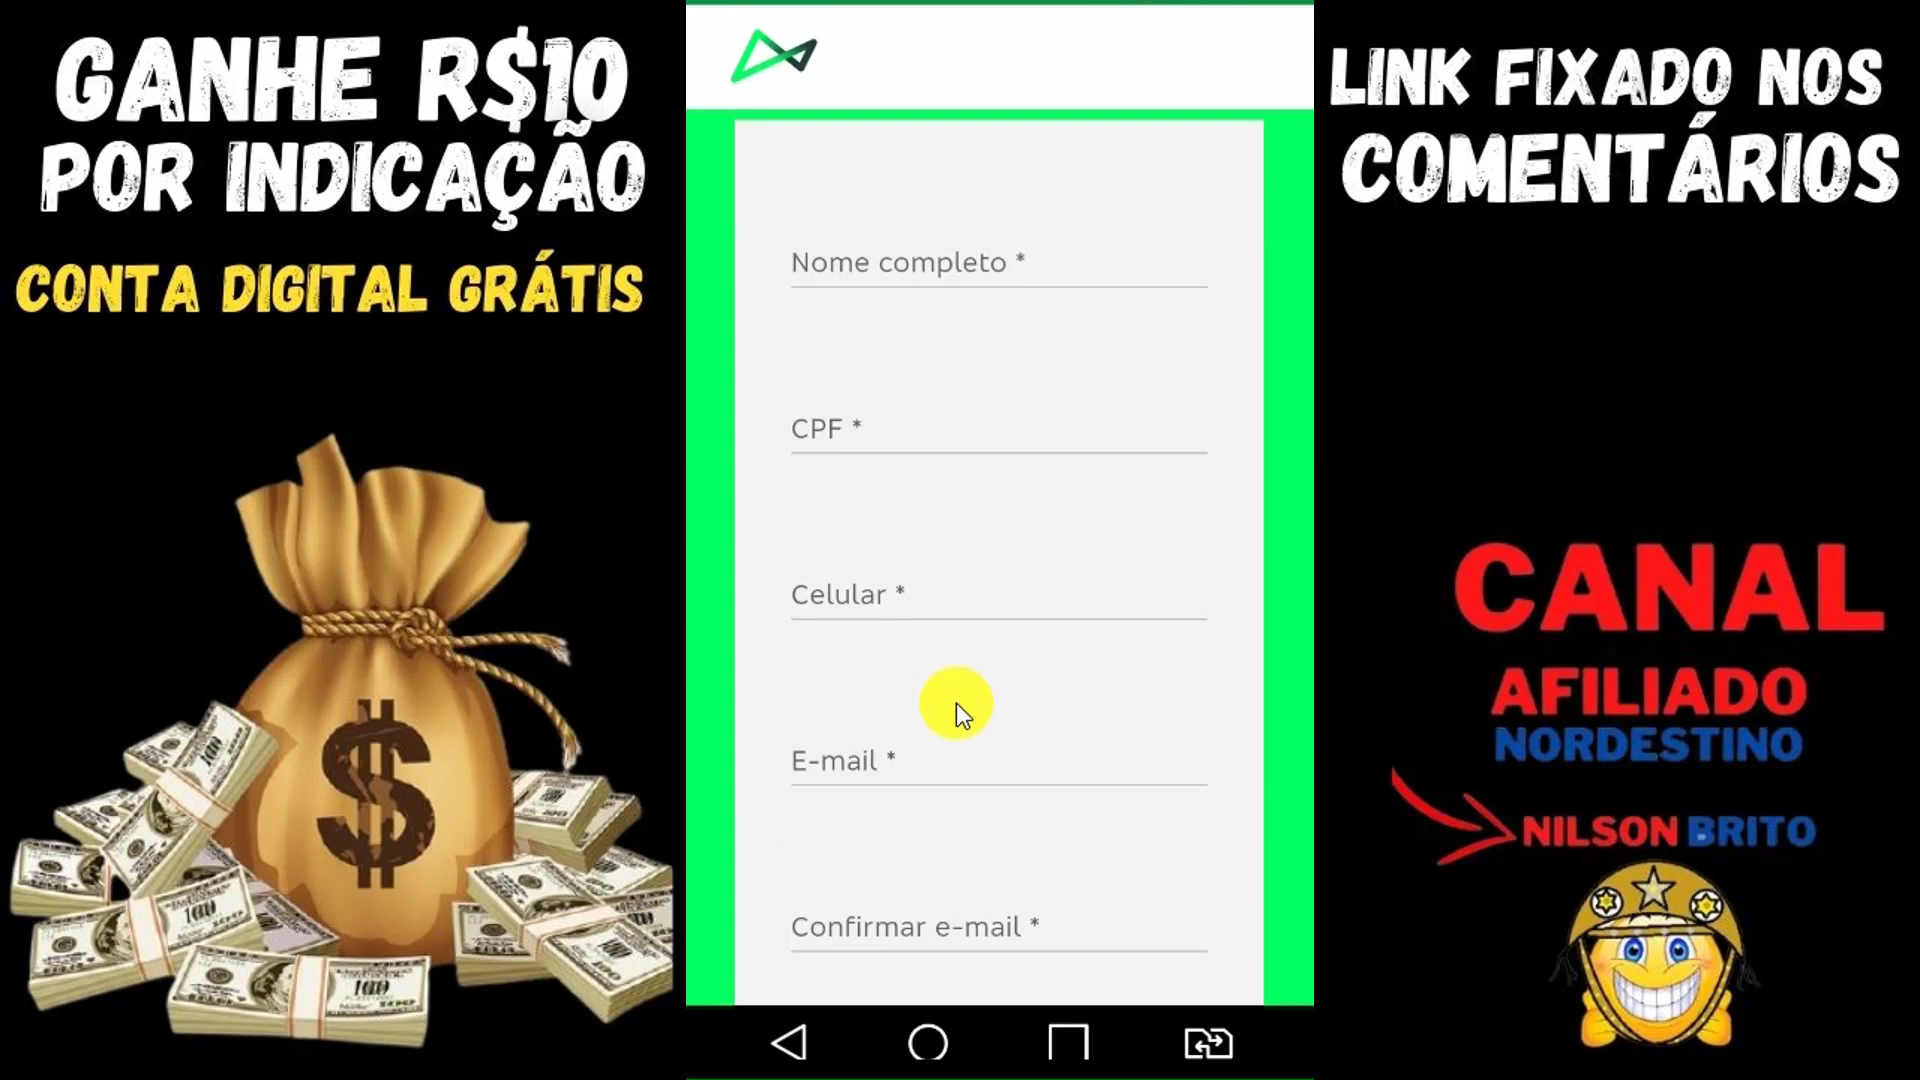 GANHE R$10
POR INDICAÇÃO
CONTA DIGITAL GRÁTIS
Nome completo *
CPF *
Celular *
E-mail *
Confirmar e-mail *
LINK FIXADO NOS
COMENTÁRIOS
CANAL
AFILIADO
NORDESTINO
NILSON BRITO